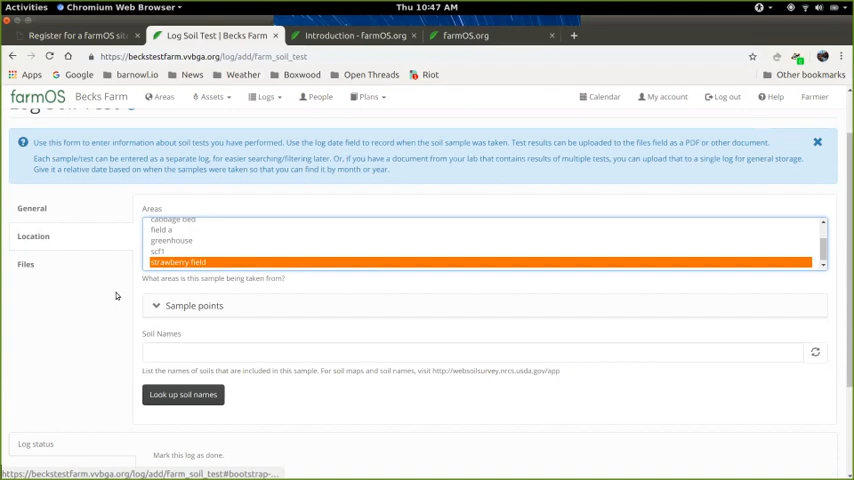 Activities
Chromium Web Browser
Thu 10:47 AM
Register for a farmOS sit
Log Soil Test | Becks Farm
Introduction - farmOS.org
farmOS.org
https://beckstestfarm.vvbga.org/log/add/farm_soil_test
Apps
Google
barnowl.io
News
Weather
Boxwood
Open Threads
Riot
Other bookmarks
farmOS
Becks Farm
Areas
Assets
Logs
People
Plans
Calendar
My account
Log out
Help
Farmier
Use this form to enter information about soil tests you have performed. Use the log date field to record when the soil sample was taken. Test results can be uploaded to the files field as a PDF or other document.
Each sample/test can be entered as a separate log, for easier searching/filtering later. Or, if you have a document from your lab that contains results of multiple tests, you can upload that to a single log for general storage.
Give it a relative date based on when the samples were taken so that you can find it by month or year.
General
Location
Files
Areas
cabbage bed
field a
greenhouse
scf1
strawberry field
What areas is this sample being taken from?
Sample points
Soil Names
List the names of soils that are included in this sample. For soil maps and soil names, visit http://websoilsurvey.nrcs.usda.gov/app
Look up soil names
Log status
Mark this log as done.
https://beckstestfarm.vvbga.org/log/add/farm_soil_test#bootstrap-...